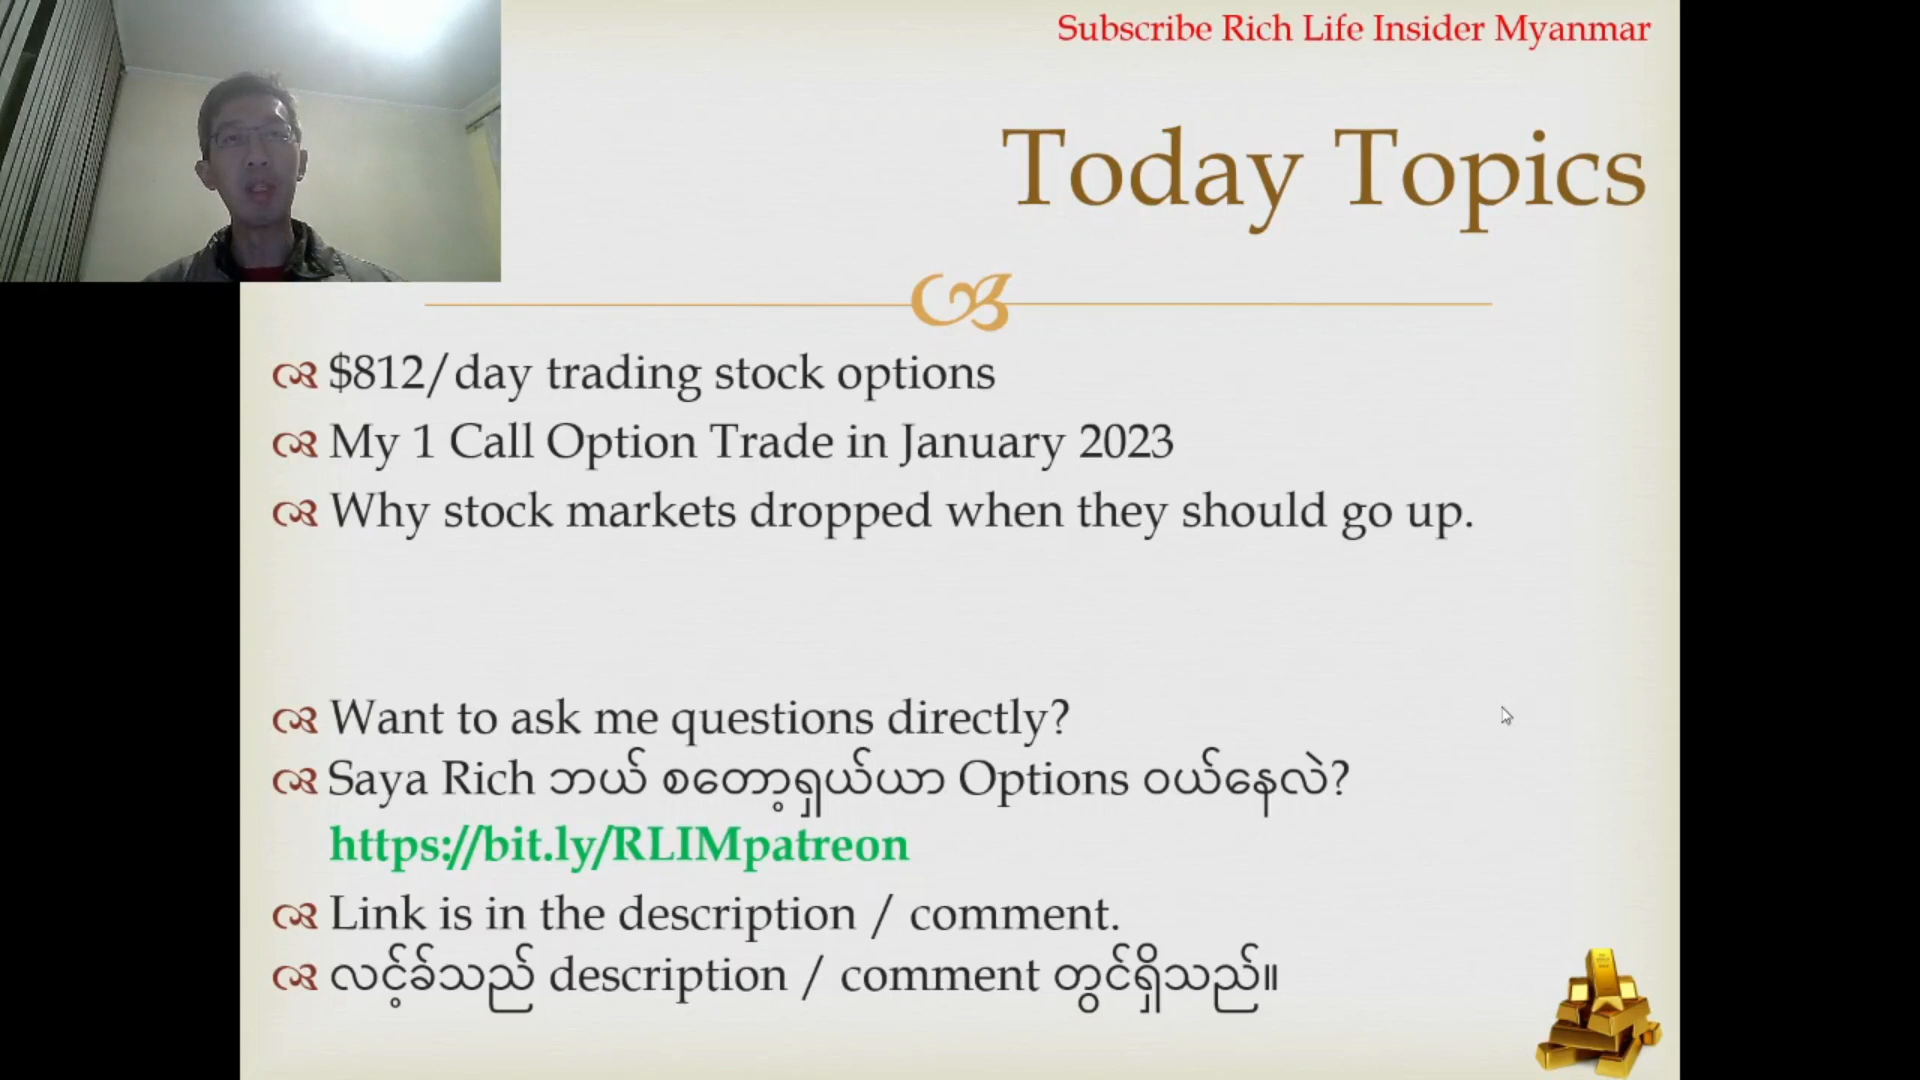 Subscribe Rich Life Insider Myanmar
Today Topics
$812/day trading stock options
My 1 Call Option Trade in January 2023
Why stock markets dropped when they should go up.
Want to ask me questions directly?
Saya Rich ဘယ် စတော့ရှယ်ယာ Options ဝယ်နေလဲ?
https://bit.ly/RLIMpatreon
Link is in the description / comment.
လင့်ခ်သည် description / comment တွင်ရှိသည်။